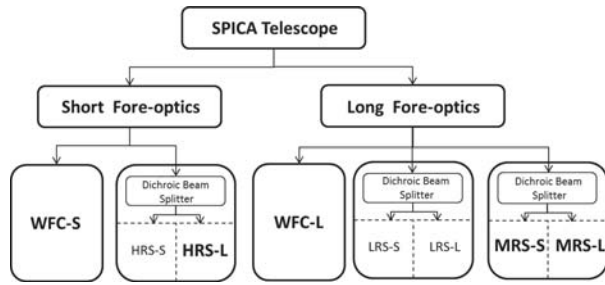 SPICA Telescope
Short Fore-optics
Long Fore-optics
WFC-S
Dichroic Beam
Splitter
HRS-S
HRS-L
WFC-L
Dichroic Beam
Splitter
LRS-S
LRS-L
Dichroic Beam
Splitter
MRS-S
MRS-L